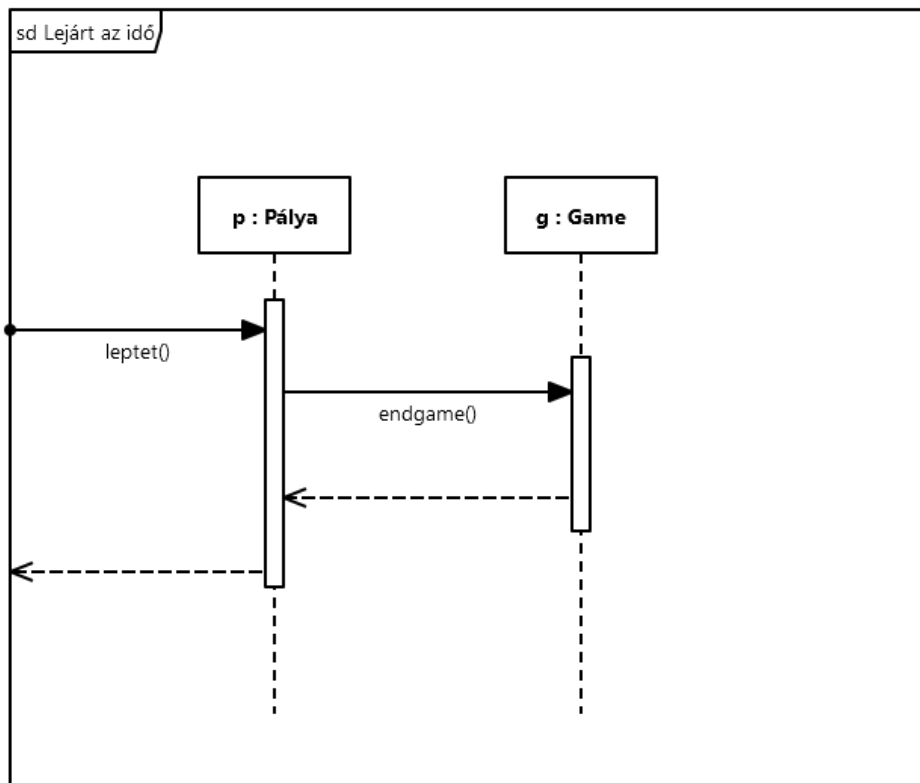 sd Lejárt az idő
p : Pálya
g : Game
leptet()
endgame()